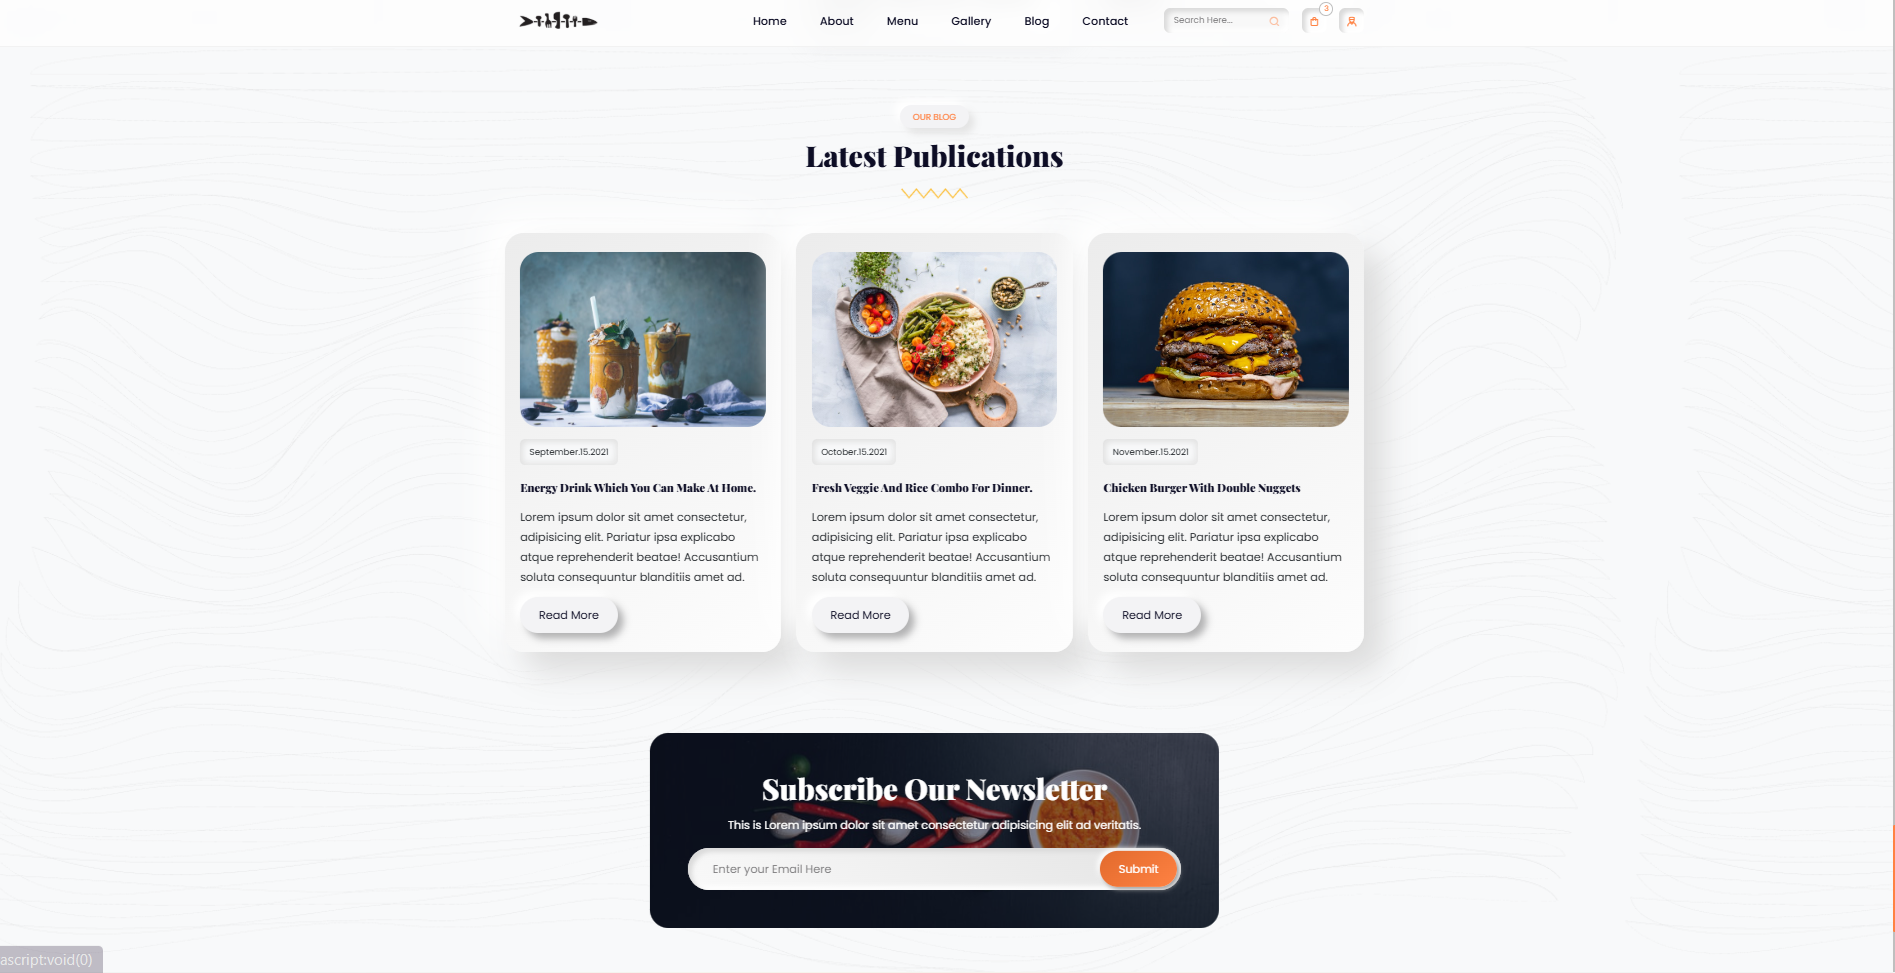 Home About Menu Gallery Blog Contact Search Here... 3
OUR BLOG
Latest Publications
September.15.2021
Energy Drink Which You Can Make At Home.
Lorem ipsum dolor sit amet consectetur,
adipisicing elit. Pariatur ipsa explicabo
atque reprehenderit beatae! Accusantium
soluta consequuntur blanditiis amet ad.
Read More
October.15.2021
Fresh Veggie And Rice Combo For Dinner.
Lorem ipsum dolor sit amet consectetur,
adipisicing elit. Pariatur ipsa explicabo
atque reprehenderit beatae! Accusantium
soluta consequuntur blanditiis amet ad.
Read More
November.15.2021
Chicken Burger With Double Nuggets
Lorem ipsum dolor sit amet consectetur,
adipisicing elit. Pariatur ipsa explicabo
atque reprehenderit beatae! Accusantium
soluta consequuntur blanditiis amet ad.
Read More
Subscribe Our Newsletter
This is Lorem ipsum dolor sit amet consectetur adipisicing elit ad veritatis.
Enter your Email Here Submit
ascript:void(0)